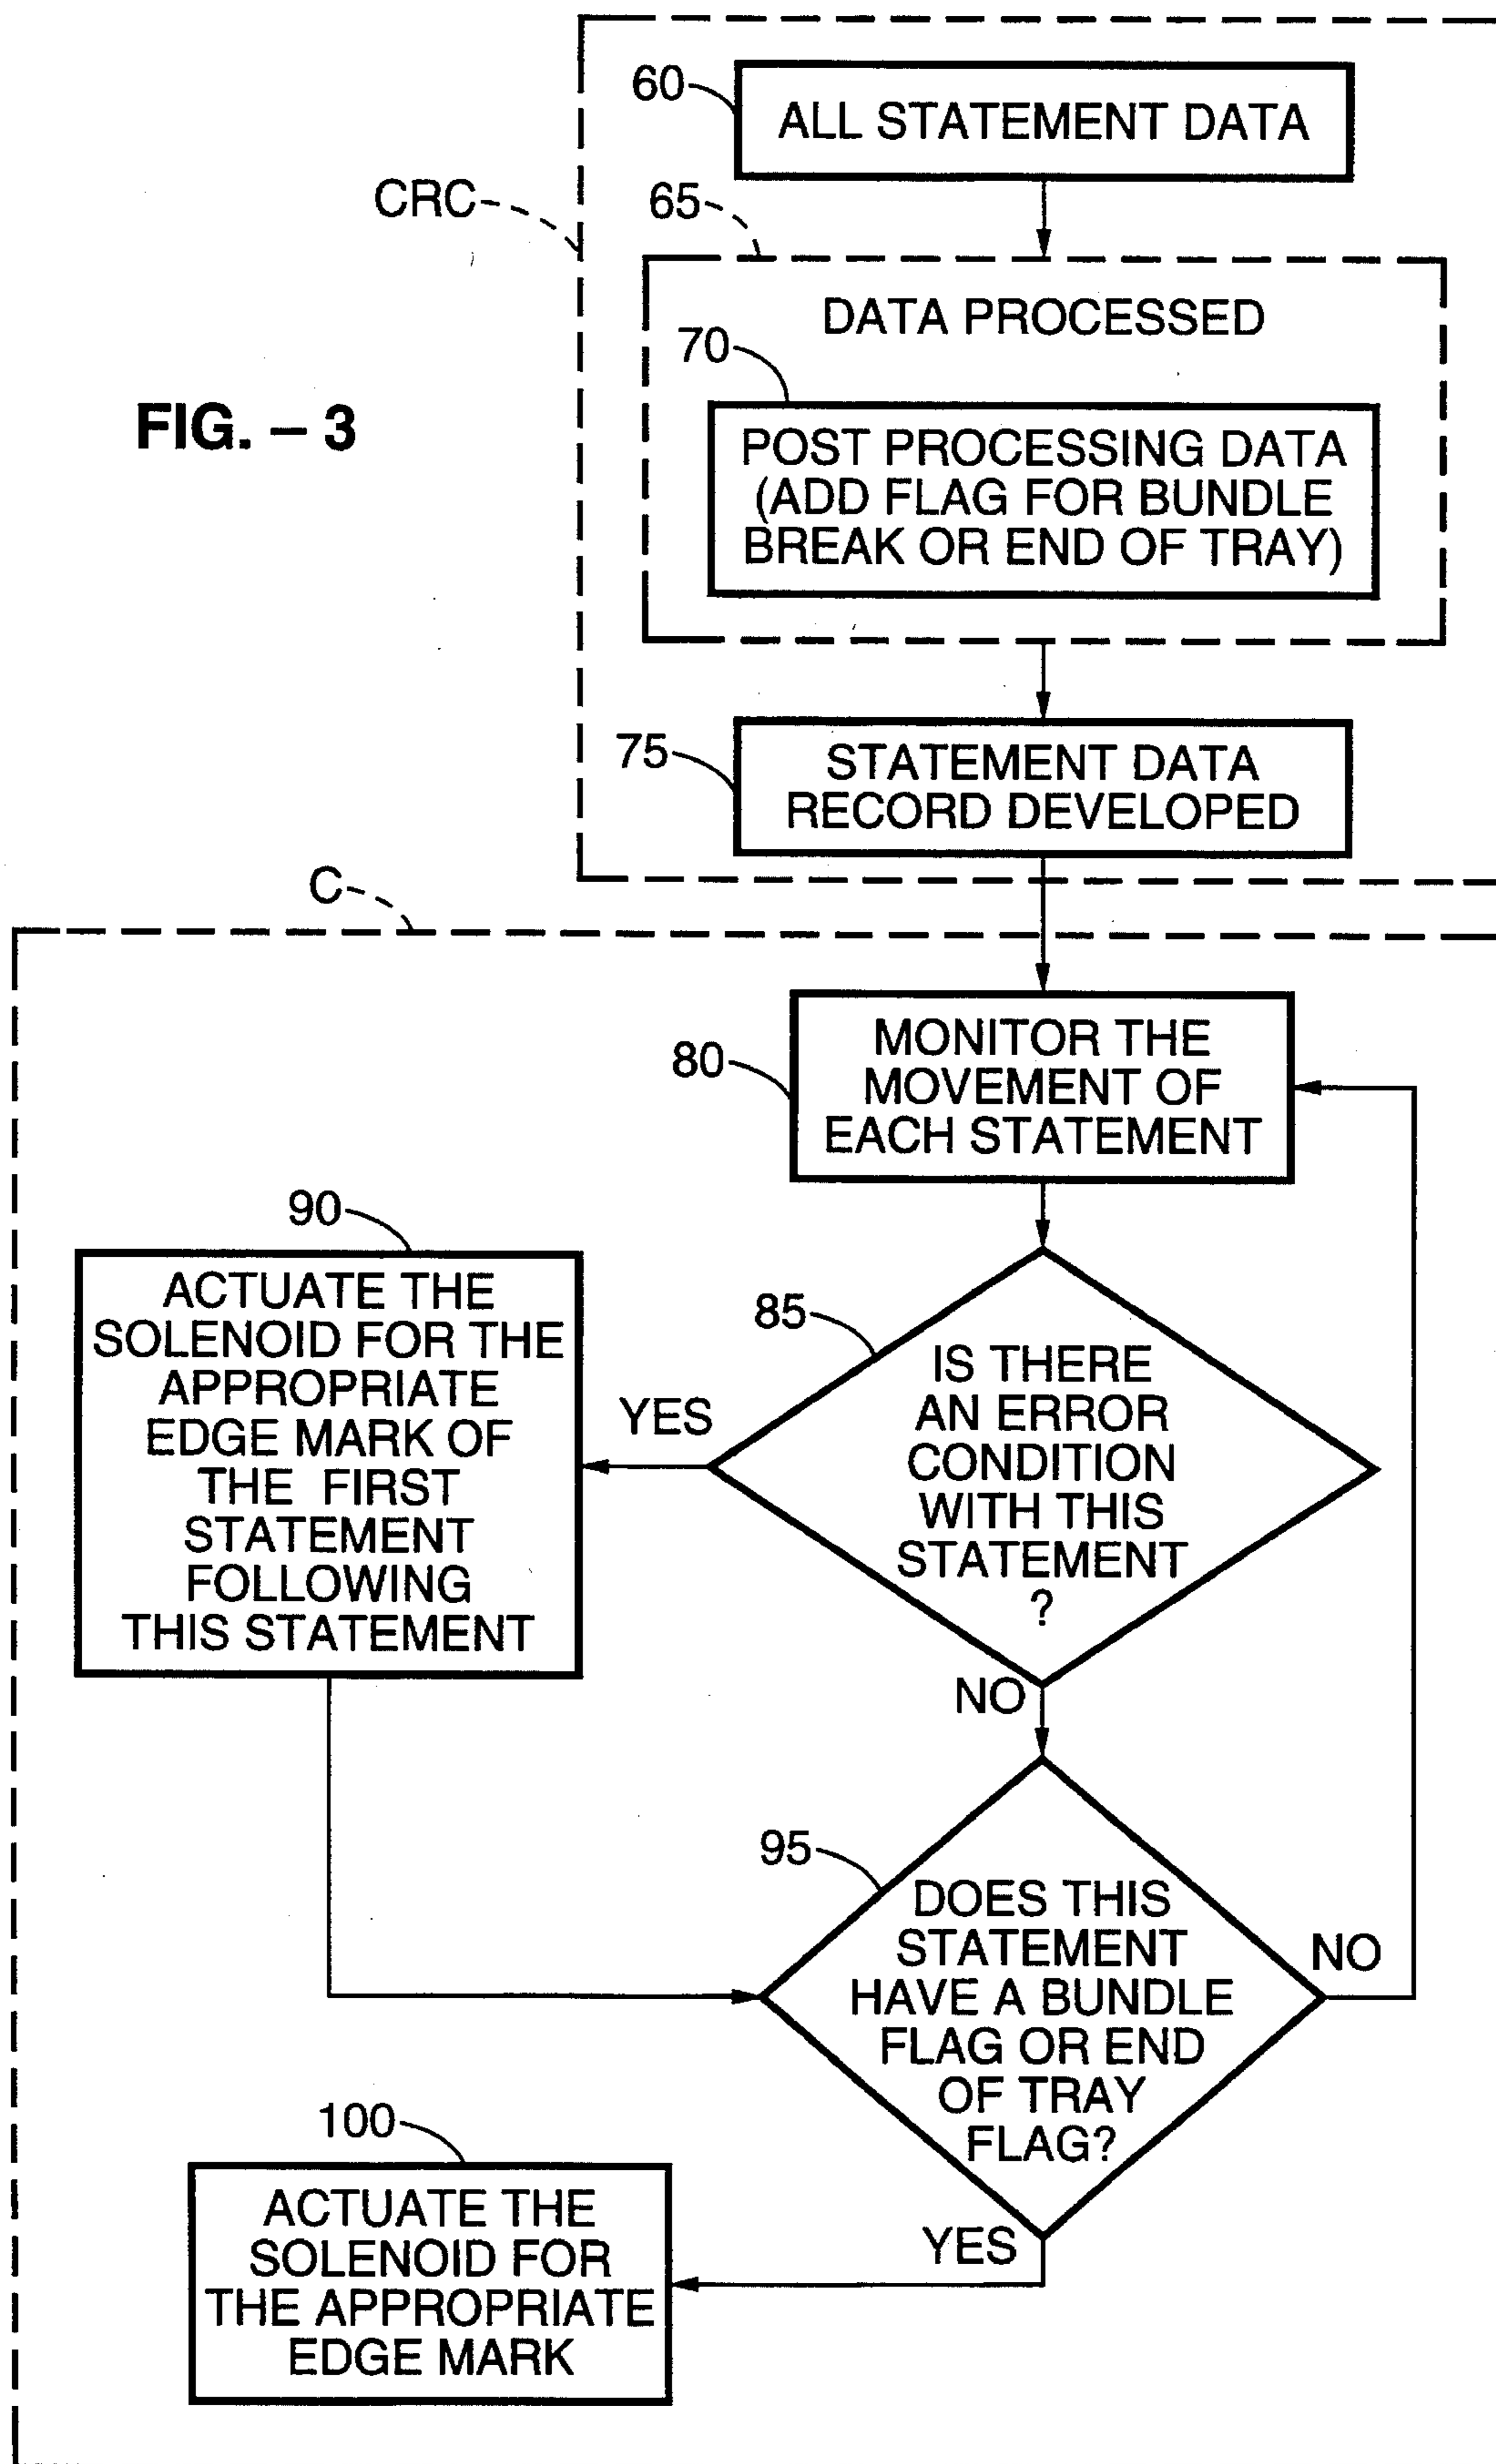 60
ALL STATEMENT DATA
CRC
65
DATA PROCESSED
70
FIG. – 3
POST PROCESSING DATA
(ADD FLAG FOR BUNDLE
BREAK OR END OF TRAY)
75
STATEMENT DATA
RECORD DEVELOPED
C
80
MONITOR THE
MOVEMENT OF
EACH STATEMENT
90
ACTUATE THE
SOLENOID FOR THE
APPROPRIATE
EDGE MARK OF
THE FIRST
STATEMENT
FOLLOWING
THIS STATEMENT
85
YES
IS THERE
AN ERROR
CONDITION
WITH THIS
STATEMENT
?
NO
95
DOES THIS
STATEMENT
HAVE A BUNDLE
FLAG OR END
OF TRAY
FLAG?
NO
YES
100
ACTUATE THE
SOLENOID FOR
THE APPROPRIATE
EDGE MARK